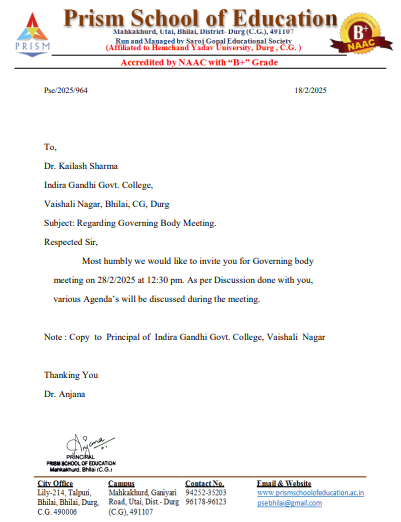 Prism School of Education
Mahkakhurd, Utai, Bhilai, District- Durg (C.G.), 491107
Run and Managed by Saroj Gopal Educational Society
(Affiliated to Hemchand Yadav University, Durg , C.G. )
Accredited by NAAC with “B+” Grade
PRISM
B+
NAAC
Pse/2025/964 18/2/2025
To,
Dr. Kailash Sharma
Indira Gandhi Govt. College,
Vaishali Nagar, Bhilai, CG, Durg
Subject: Regarding Governing Body Meeting.
Respected Sir,
Most humbly we would like to invite you for Governing body
meeting on 28/2/2025 at 12:30 pm. As per Discussion done with you,
various Agenda’s will be discussed during the meeting.
Note : Copy to Principal of Indira Gandhi Govt. College, Vaishali Nagar
Thanking You
Dr. Anjana
Anjana
PRINCIPAL
PRISM SCHOOL OF EDUCATION
Mahkakhurd, Bhilai (C.G.)
City Office Campus Contact No. Email & Website
Lily-214, Talpuri, Mahkakhurd, Ganiyari 94252-35203 www.prismschoolofeducation.ac.in
Bhilai, Bhilai, Durg, Road, Utai, Dist.- Durg 96178-96123 psebhilai@gmail.com
C.G. 490006 (C.G), 491107